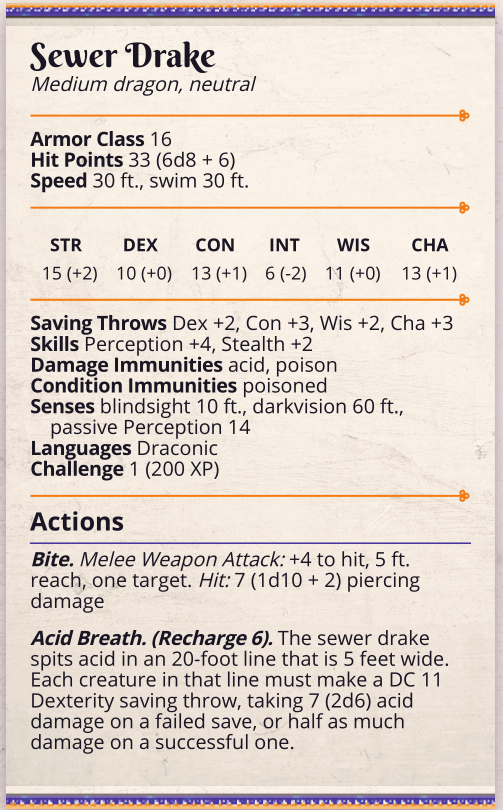 Sewer Drake
Medium dragon, neutral
Armor Class 16
Hit Points 33 (6d8 + 6)
Speed 30 ft., swim 30 ft.
STR DEX CON INT WIS CHA
15 (+2) 10 (+0) 13 (+1) 6 (-2) 11 (+0) 13 (+1)
Saving Throws Dex +2, Con +3, Wis +2, Cha +3
Skills Perception +4, Stealth +2
Damage Immunities acid, poison
Condition Immunities poisoned
Senses blindsight 10 ft., darkvision 60 ft.,
passive Perception 14
Languages Draconic
Challenge 1 (200 XP)
Actions
Bite. Melee Weapon Attack: +4 to hit, 5 ft.
reach, one target. Hit: 7 (1d10 + 2) piercing
damage
Acid Breath. (Recharge 6). The sewer drake
spits acid in an 20-foot line that is 5 feet wide.
Each creature in that line must make a DC 11
Dexterity saving throw, taking 7 (2d6) acid
damage on a failed save, or half as much
damage on a successful one.